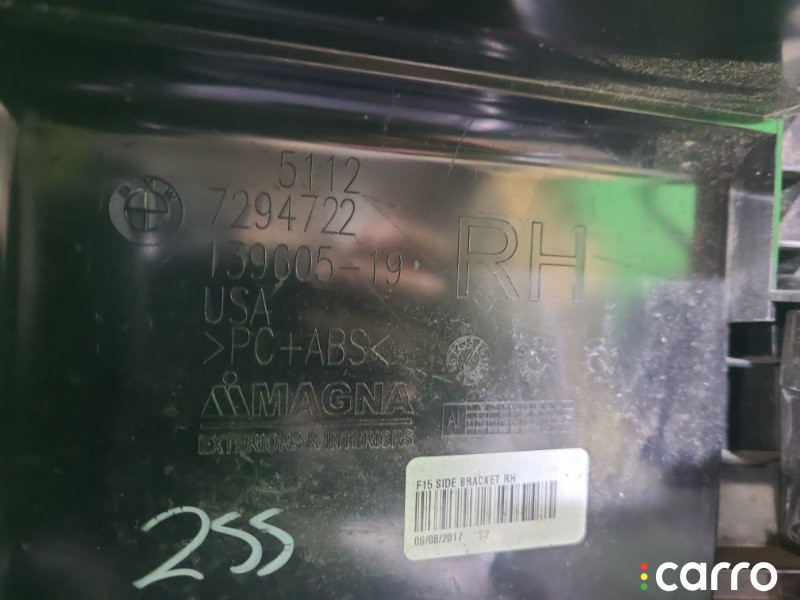 5112
BMW
7294722
139605-19
RH
USA
>PC+ABS<
MAGNA
EXTERIORS & INTERIORS
F15 SIDE BRACKET RH
06/08/2017
255
carro